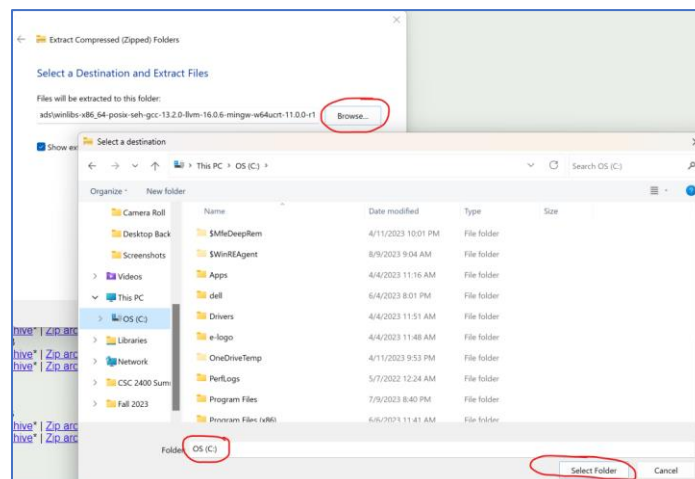 Extract Compressed (Zipped) Folders
Select a Destination and Extract Files
Files will be extracted to this folder:
ads\winlibs-x86_64-posix-seh-gcc-13.2.0-llvm-16.0.6-mingw-w64ucrt-11.0.0-r1
Browse...
Show ex
Select a destination
This PC > OS (C:) >
Search OS (C:)
Organize
New folder
Name Date modified Type Size
Camera Roll
Desktop Back
Screenshots
Videos
This PC
OS (C:)
Libraries
Network
CSC 2400 Sum
Fall 2023
$MfeDeepRem 4/11/2023 10:01 PM File folder
$WinREAgent 8/9/2023 9:04 AM File folder
Apps 4/4/2023 11:16 AM File folder
dell 6/4/2023 8:01 PM File folder
Drivers 4/4/2023 11:51 AM File folder
e-logo 4/4/2023 11:48 AM File folder
OneDriveTemp 4/11/2023 9:53 PM File folder
PerfLogs 5/7/2022 12:24 AM File folder
Program Files 7/9/2023 8:40 PM File folder
Program Files (x86) 6/6/2023 11:41 AM File folder
hive* | Zip arc
hive* | Zip arc
hive* | Zip arc
hive* | Zip arc
hive* | Zip arc
Folder OS (C:)
Select Folder
Cancel